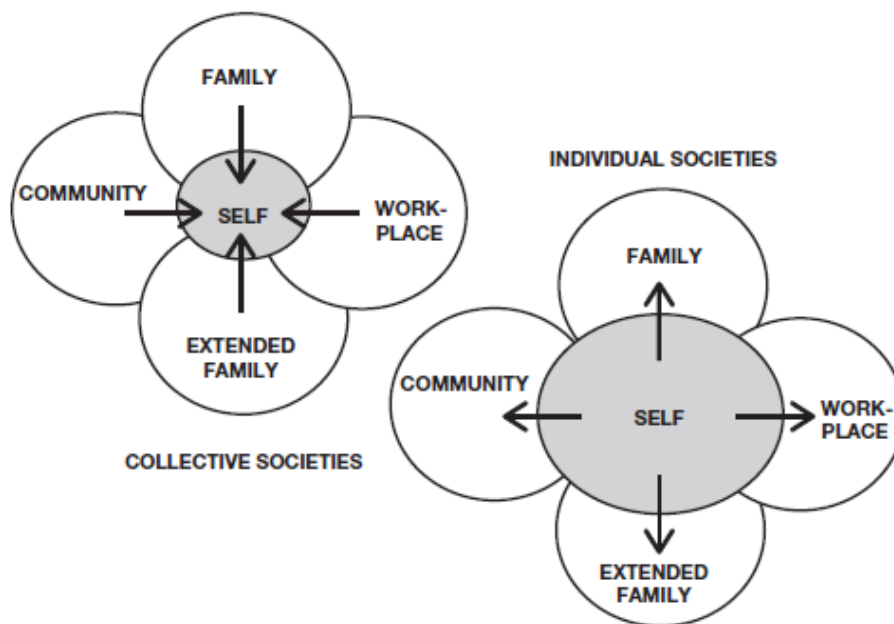 FAMILY
COMMUNITY
SELF
WORK-
PLACE
EXTENDED
FAMILY
COLLECTIVE SOCIETIES
INDIVIDUAL SOCIETIES
FAMILY
COMMUNITY
SELF
WORK-
PLACE
EXTENDED
FAMILY